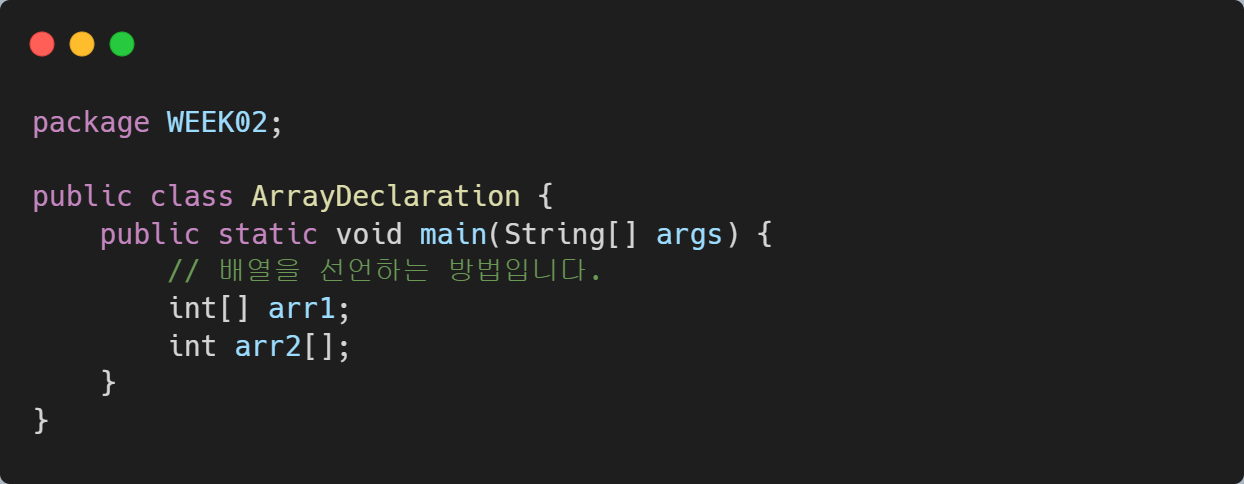 package WEEK02;
public class ArrayDeclaration {
public static void main(String[] args) {
// 배열을 선언하는 방법입니다.
int[] arr1;
int arr2[];
}
}